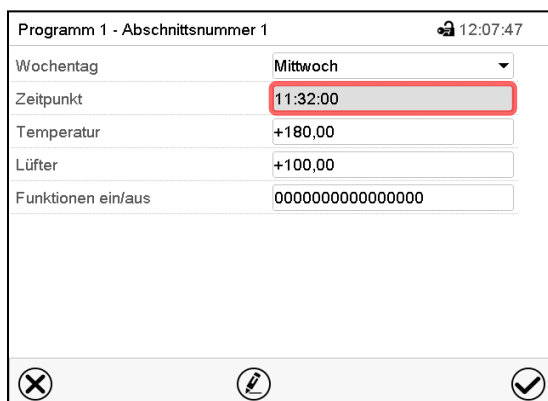 Programm 1 - Abschnittsnummer 1 12:07:47
Wochentag Mittwoch
Zeitpunkt 11:32:00
Temperatur +180,00
Lüfter +100,00
Funktionen ein/aus 0000000000000000